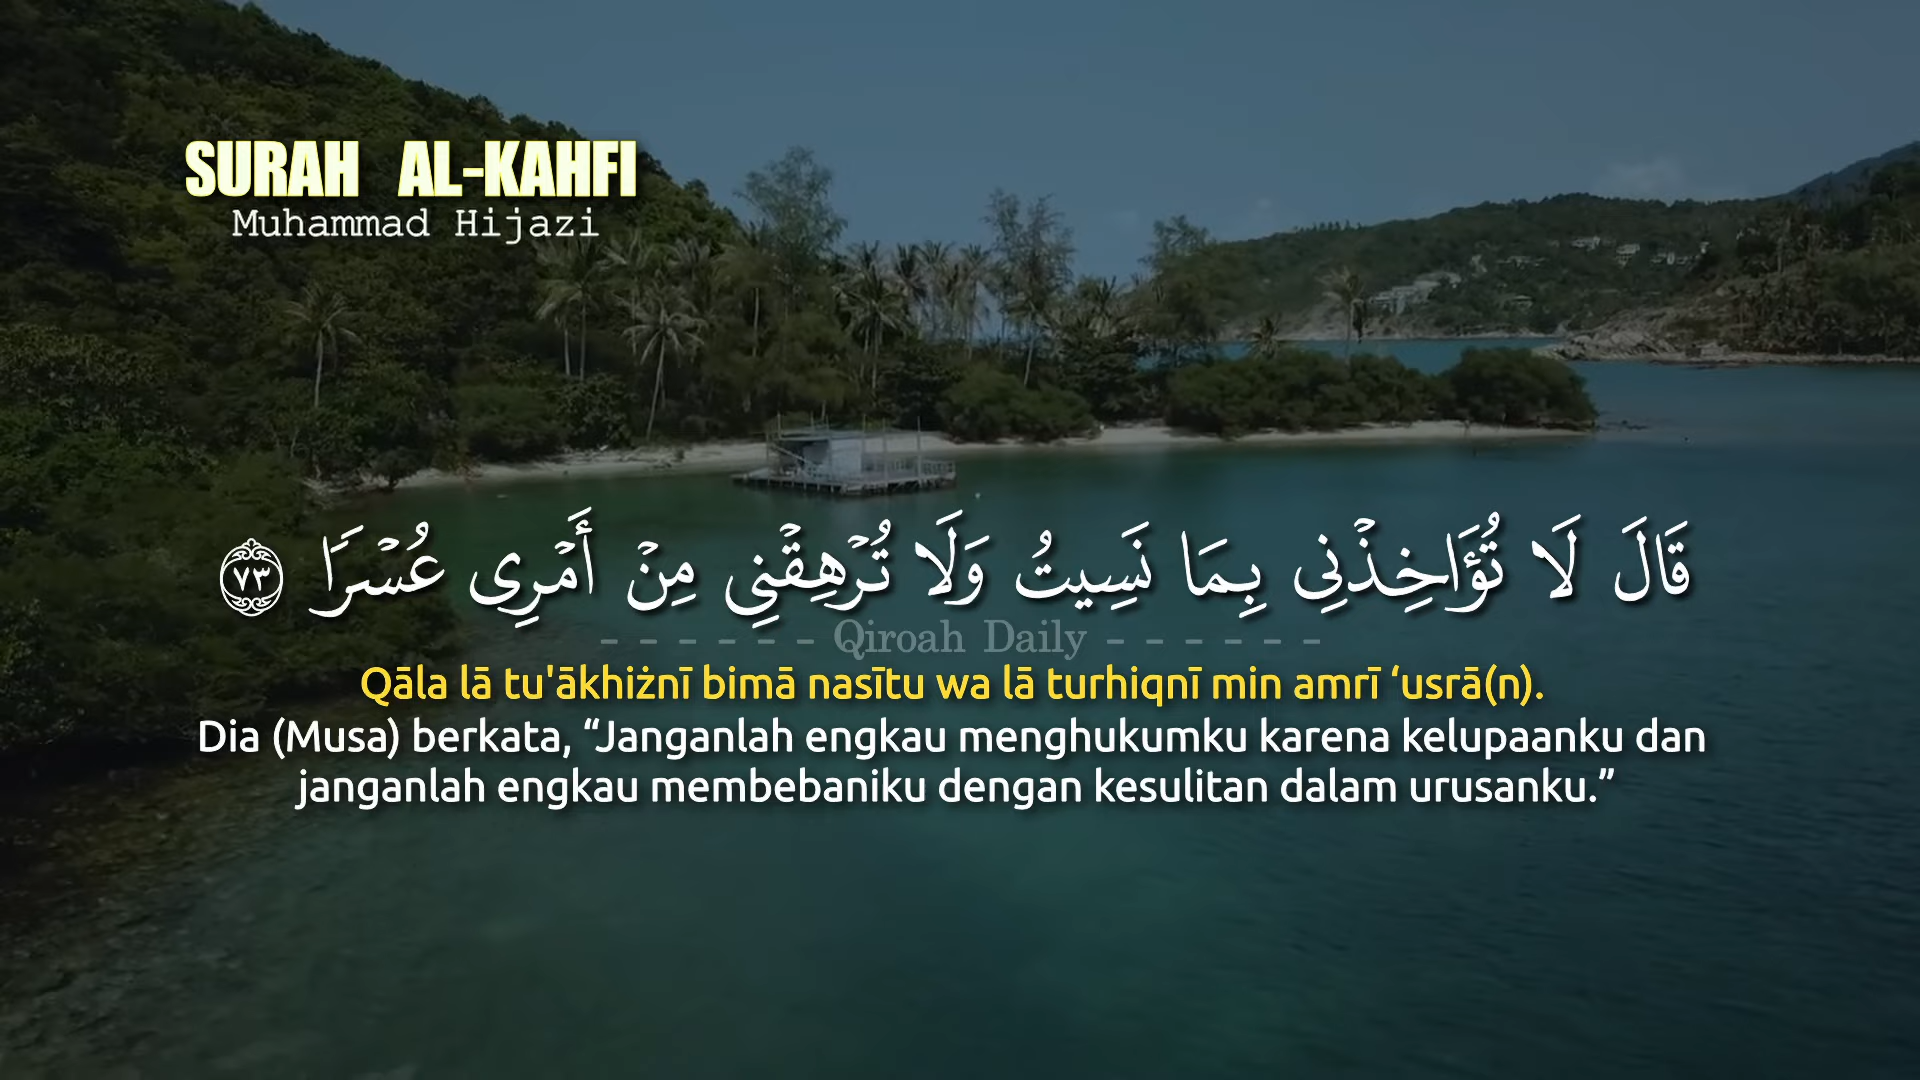 SURAH AL-KAHFI
Muhammad Hijazi
قَالَ لَا تُؤَاخِذْنِى بِمَا نَسِيتُ وَلَا تُرْهِقْنِى مِنْ أَمْرِى عُسْرًا ٧٣
- - - - - - Qiroah Daily - - - - - -
Qāla lā tu'ākhiżnī bimā nasītu wa lā turhiqnī min amrī ‘usrā(n).
Dia (Musa) berkata, “Janganlah engkau menghukumku karena kelupaanku dan
janganlah engkau membebaniku dengan kesulitan dalam urusanku.”